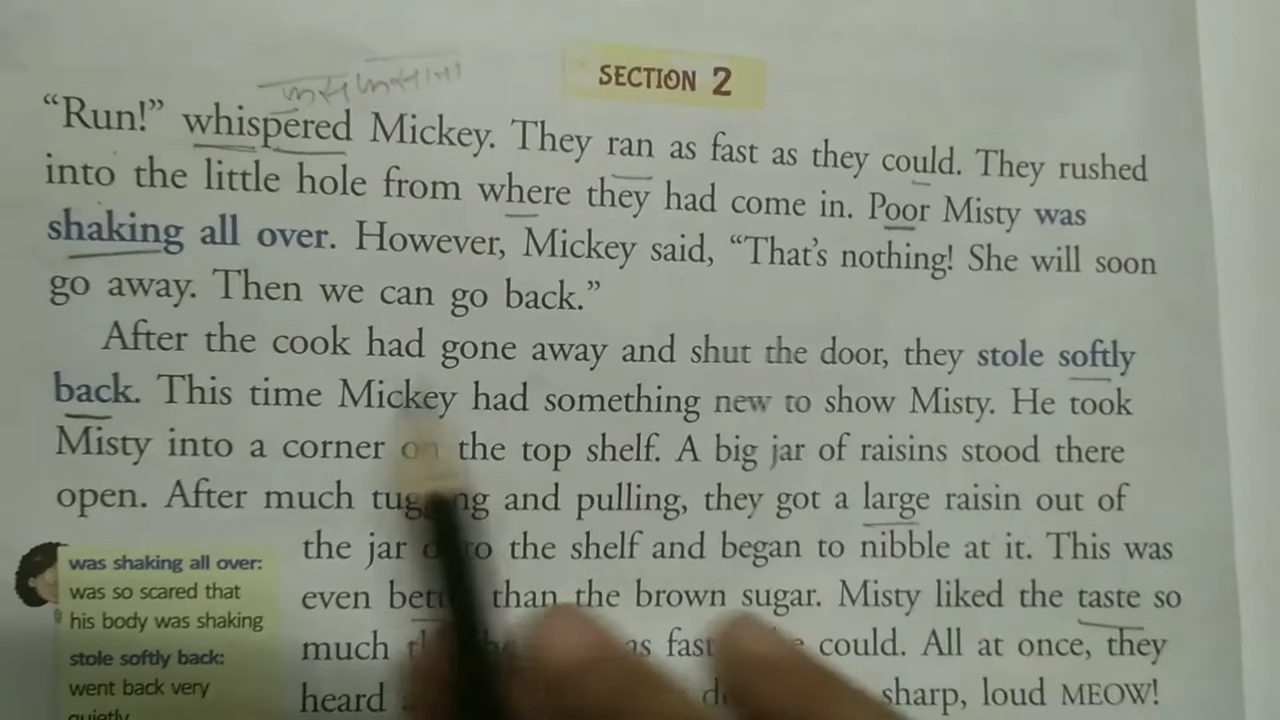 SECTION 2
“Run!” whispered Mickey. They ran as fast as they could. They rushed
into the little hole from where they had come in. Poor Misty was
shaking all over. However, Mickey said, “That’s nothing! She will soon
go away. Then we can go back.”
After the cook had gone away and shut the door, they stole softly
back. This time Mickey had something new to show Misty. He took
Misty into a corner on the top shelf. A big jar of raisins stood there
open. After much tugging and pulling, they got a large raisin out of
the jar the shelf and began to nibble at it. This was
even better than the brown sugar. Misty liked the taste so
much as fast could. All at once, they
heard sharp, loud MEOW!
was shaking all over:
was so scared that
his body was shaking
stole softly back:
went back very
quietly